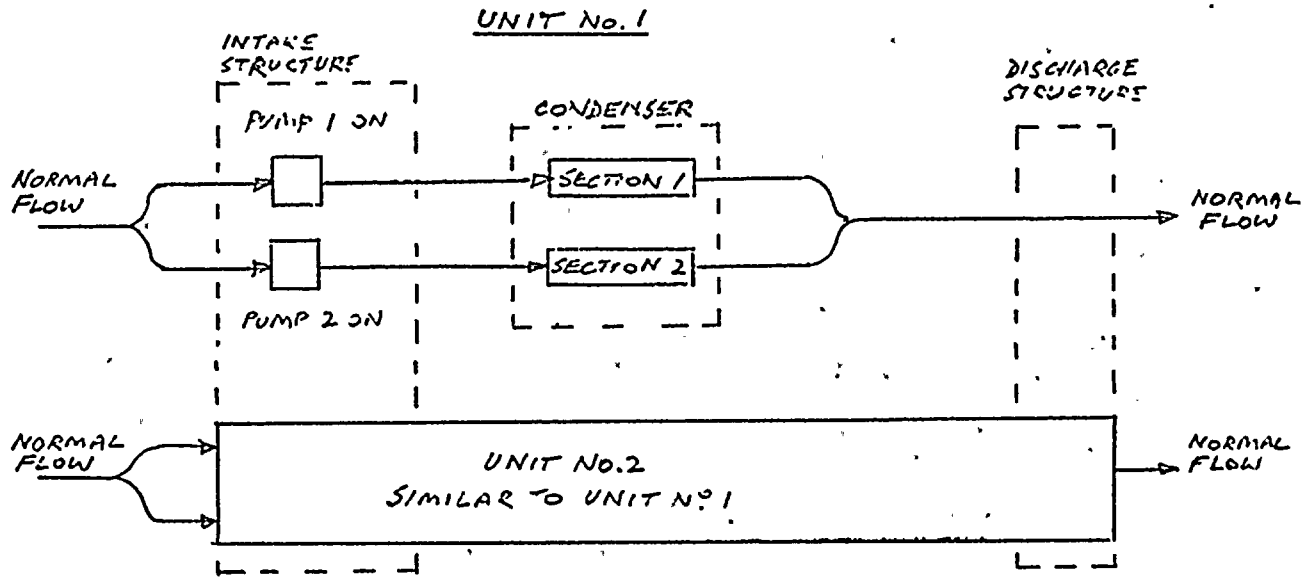 UNIT No. 1
INTAKE
STRUCTURE
DISCHARGE
STRUCTURE
PUMP 1 ON
CONDENSER
NORMAL
FLOW
SECTION 1
NORMAL
FLOW
SECTION 2
PUMP 2 ON
NORMAL
FLOW
UNIT No. 2
SIMILAR TO UNIT No. 1
NORMAL
FLOW